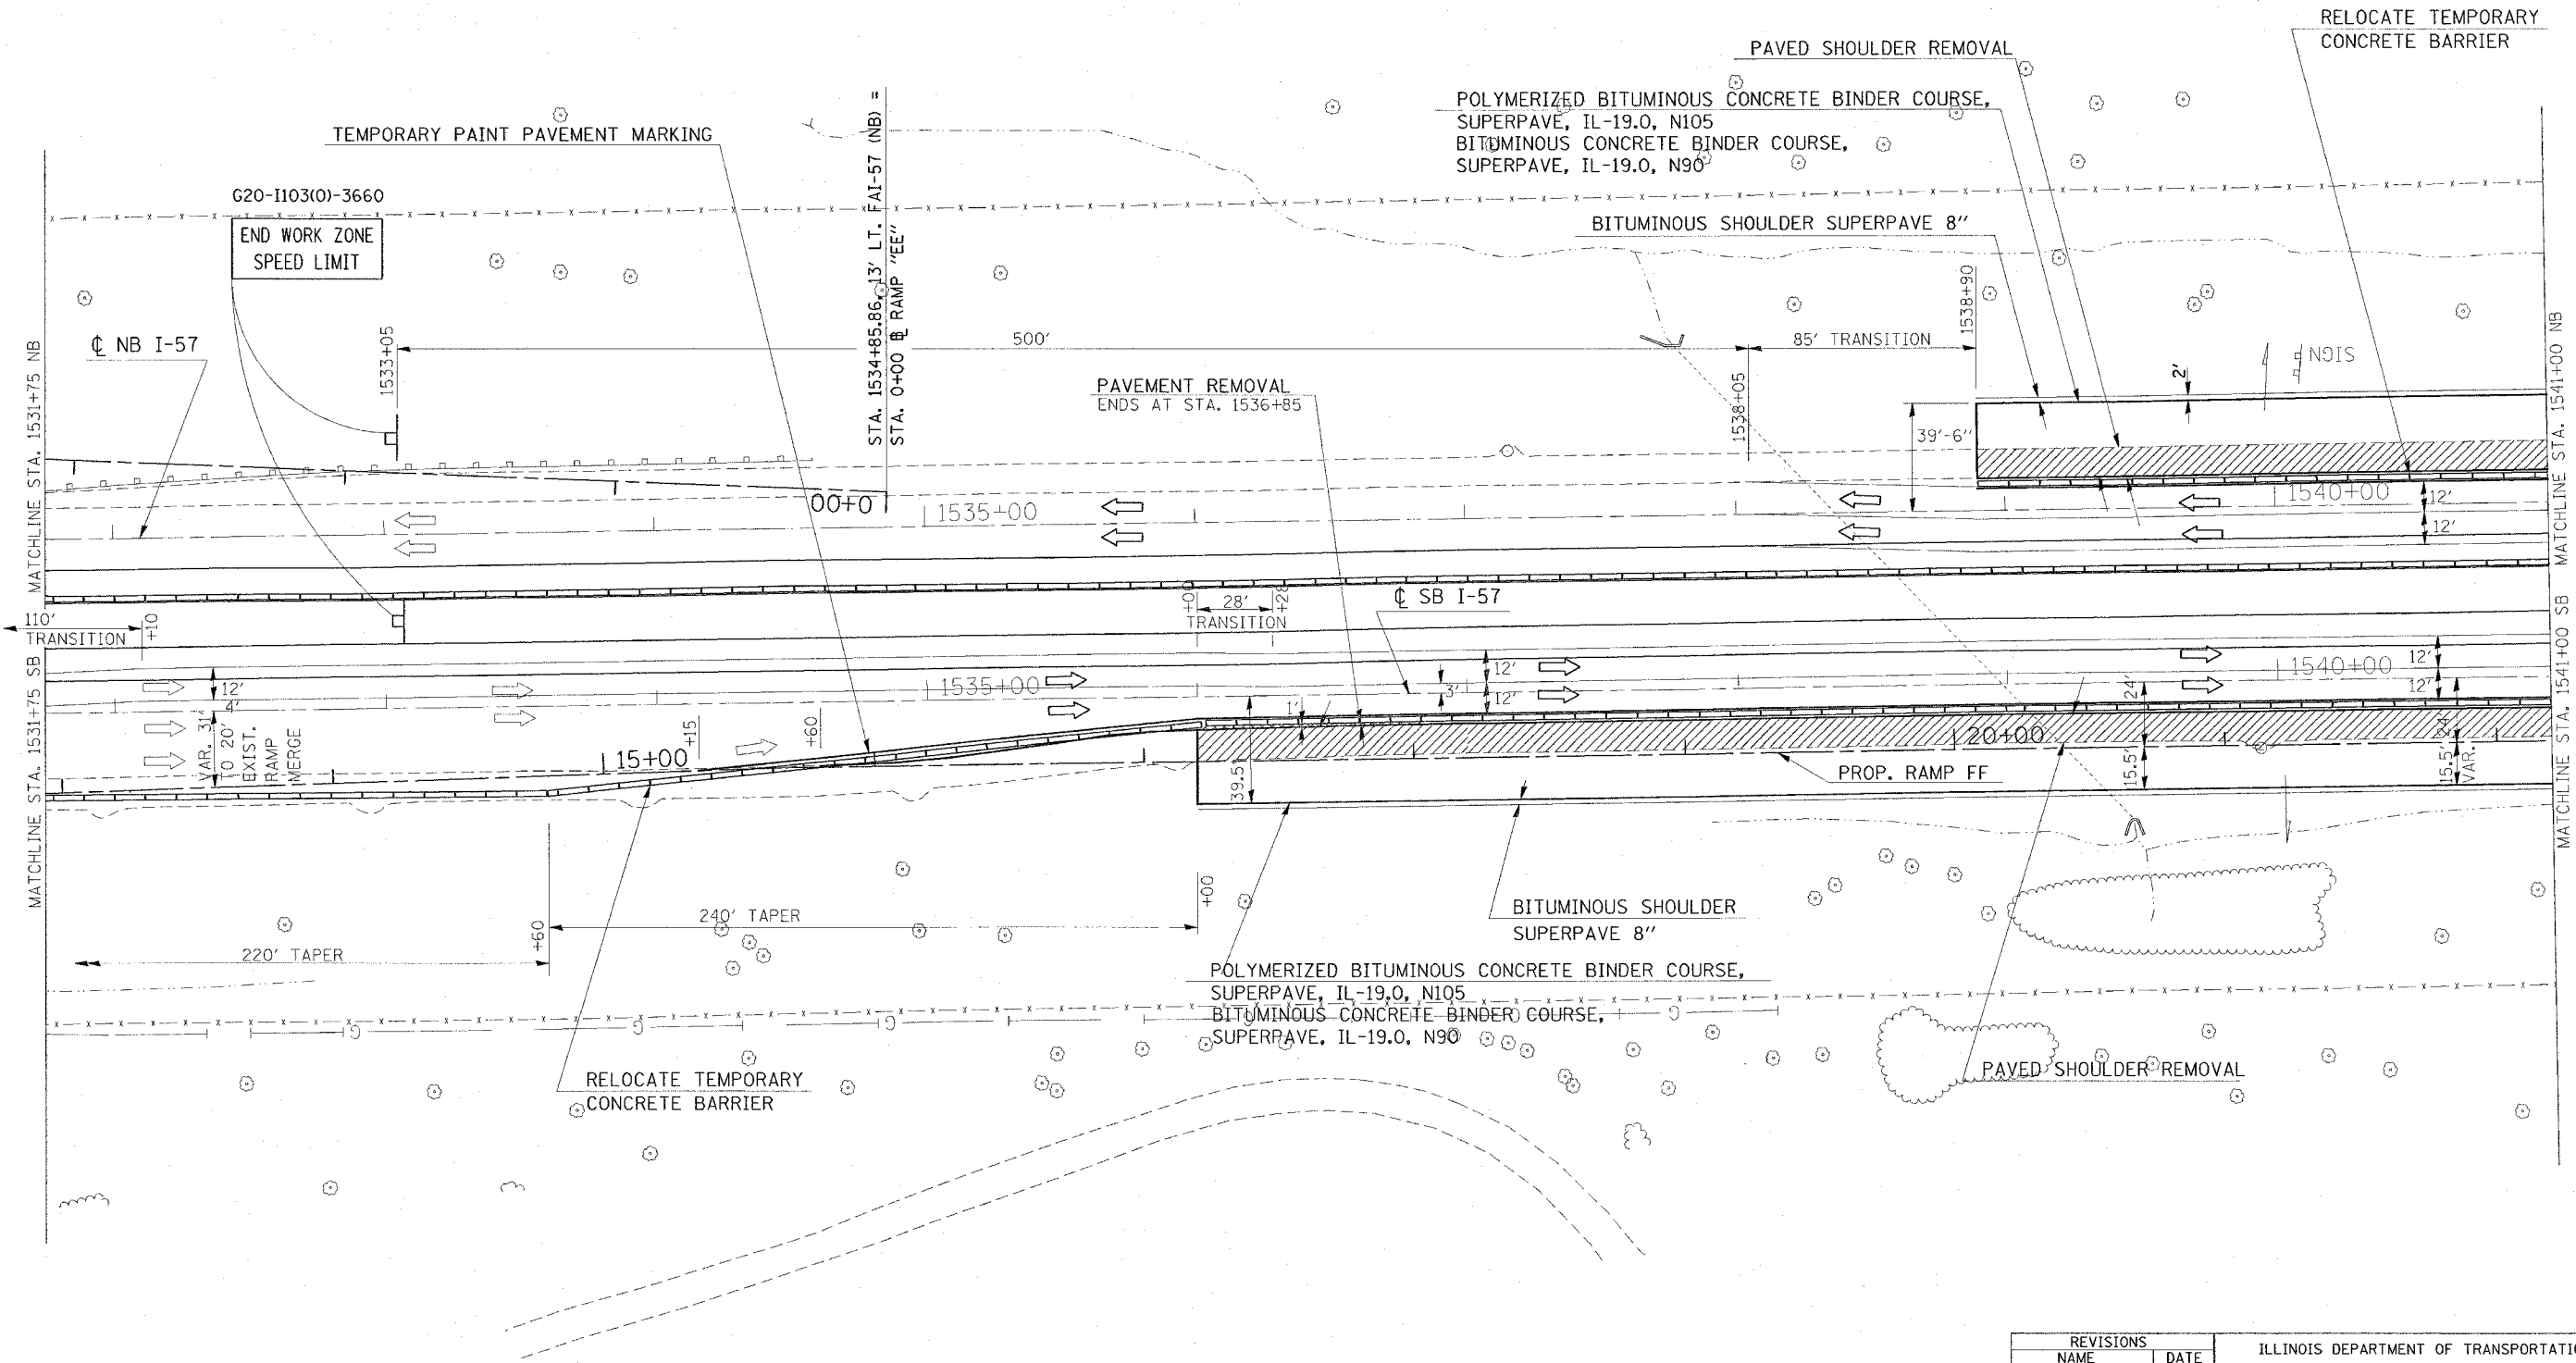 RELOCATE TEMPORARY
CONCRETE BARRIER
PAVED SHOULDER REMOVAL
POLYMERIZED BITUMINOUS CONCRETE BINDER COURSE,
SUPERPAVE, IL-19.0, N105
BITUMINOUS CONCRETE BINDER COURSE,
SUPERPAVE, IL-19.0, N90
TEMPORARY PAINT PAVEMENT MARKING
G20-I103(O)-3660
END WORK ZONE
SPEED LIMIT
BITUMINOUS SHOULDER SUPERPAVE 8"
STA. 1534+85.86, 13' LT. FAI-57 (NB) =
STA. 0+00 ℄ RAMP "EE"
℄ NB I-57
1533+05
500'
85' TRANSITION
1538+90
1538+05
SIGN
2'
39'-6"
PAVEMENT REMOVAL
ENDS AT STA. 1536+85
MATCHLINE STA. 1531+75 NB
MATCHLINE STA. 1541+00 NB
00+0
1535+00
1540+00
12'
12'
+00
28'
+28
TRANSITION
℄ SB I-57
110'
TRANSITION
+10
MATCHLINE STA. 1531+75 SB
MATCHLINE STA. 1541+00 SB
12'
4'
VAR. 31'
TO 20'
EXIST.
RAMP
MERGE
1535+00
12'
12'
3'
1'
1540+00
12'
12'
24'
24'
15+00
+15
+60
20+00
39.5'
PROP. RAMP FF
15.5'
15.5'
VAR.
240' TAPER
+60
+00
220' TAPER
BITUMINOUS SHOULDER
SUPERPAVE 8"
POLYMERIZED BITUMINOUS CONCRETE BINDER COURSE,
SUPERPAVE, IL-19.0, N105
BITUMINOUS CONCRETE BINDER COURSE,
SUPERPAVE, IL-19.0, N90
G
G
G
G
RELOCATE TEMPORARY
CONCRETE BARRIER
PAVED SHOULDER REMOVAL
REVISIONS
NAME
DATE
ILLINOIS DEPARTMENT OF TRANSPORTATI